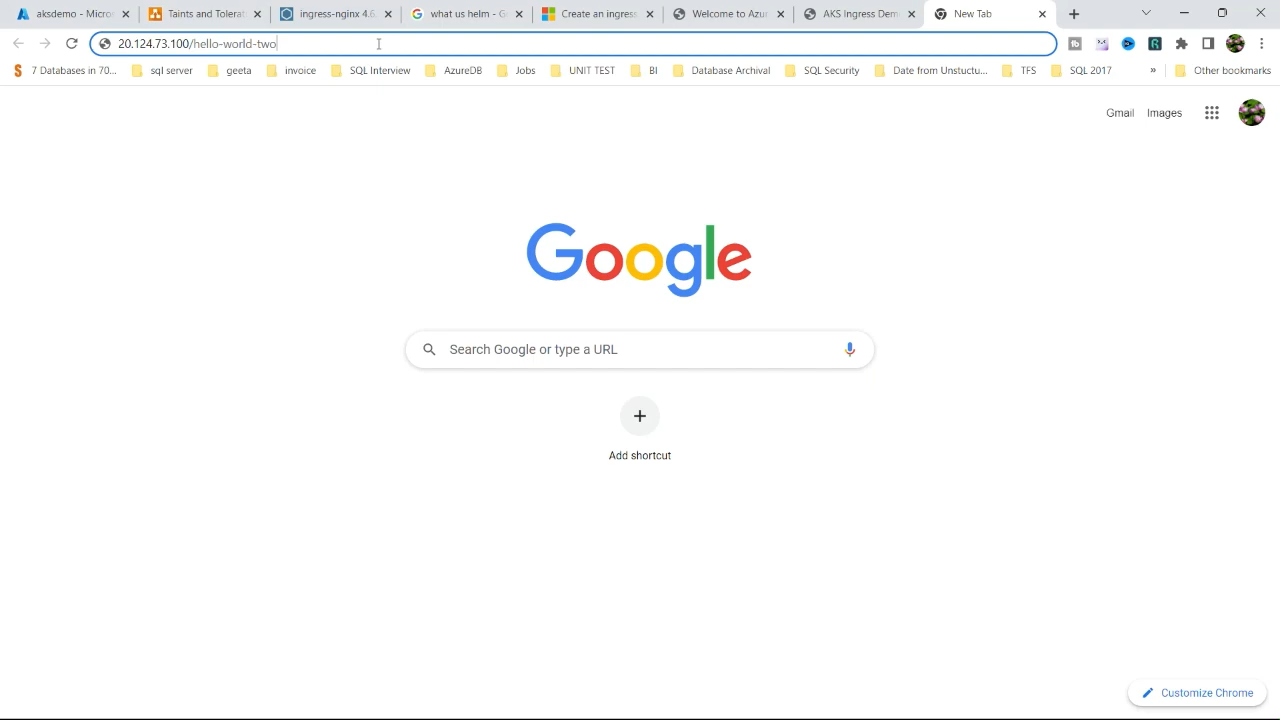 aksdemo - Micros
Taints and Tolerat
ingress-nginx 4.6.
what us helm - G
Create an ingress
Welcome to Azur
AKS Ingress Dem
New Tab
20.124.73.100/hello-world-two
7 Databases in 70...
sql server
geeta
invoice
SQL Interview
AzureDB
Jobs
UNIT TEST
BI
Database Archival
SQL Security
Date from Unstuctu...
TFS
SQL 2017
»
Other bookmarks
Gmail
Images
Google
Search Google or type a URL
Add shortcut
Customize Chrome